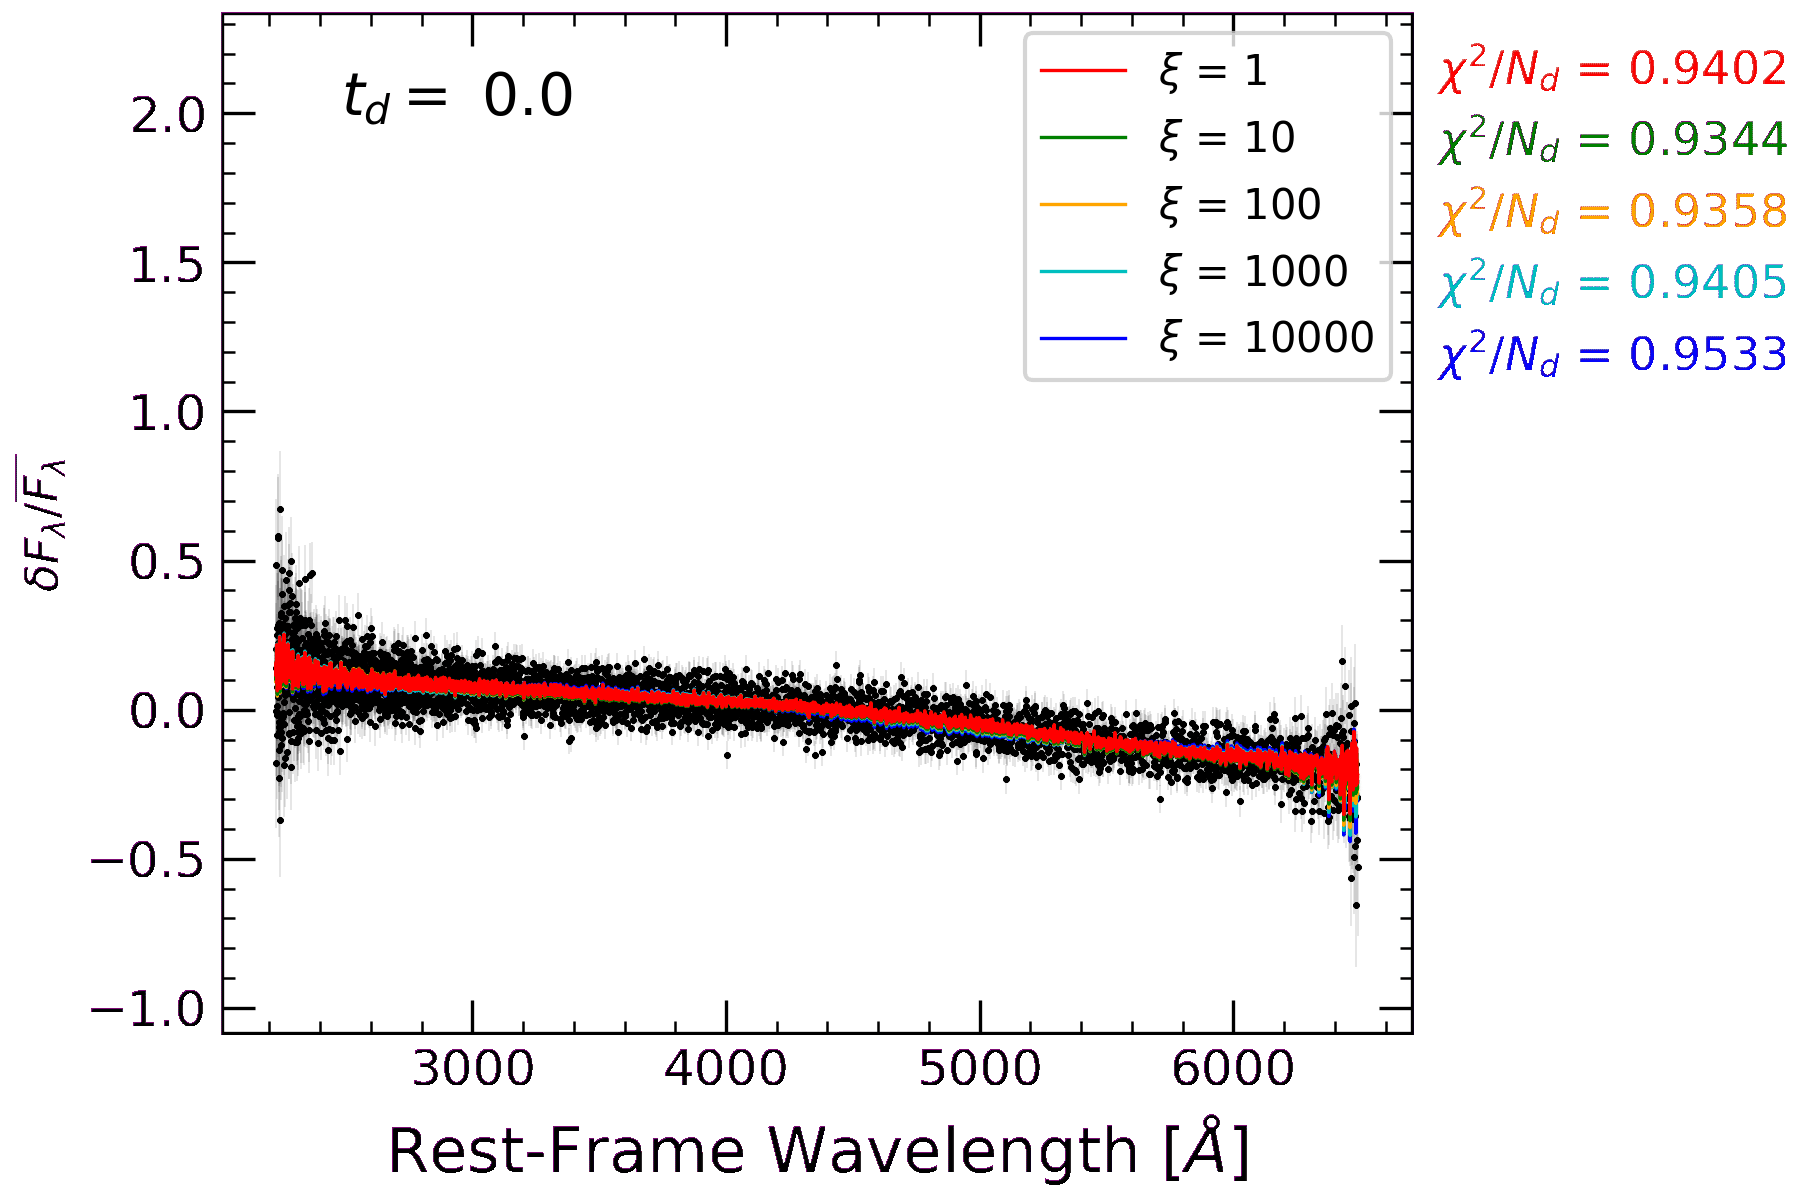 t_d = 0.0
ξ = 1
ξ = 10
ξ = 100
ξ = 1000
ξ = 10000
χ²/N_d = 0.9402
χ²/N_d = 0.9344
χ²/N_d = 0.9358
χ²/N_d = 0.9405
χ²/N_d = 0.9533
2.0
1.5
1.0
0.5
0.0
−0.5
−1.0
δF_λ/F̅_λ
3000 4000 5000 6000
Rest-Frame Wavelength [Å]